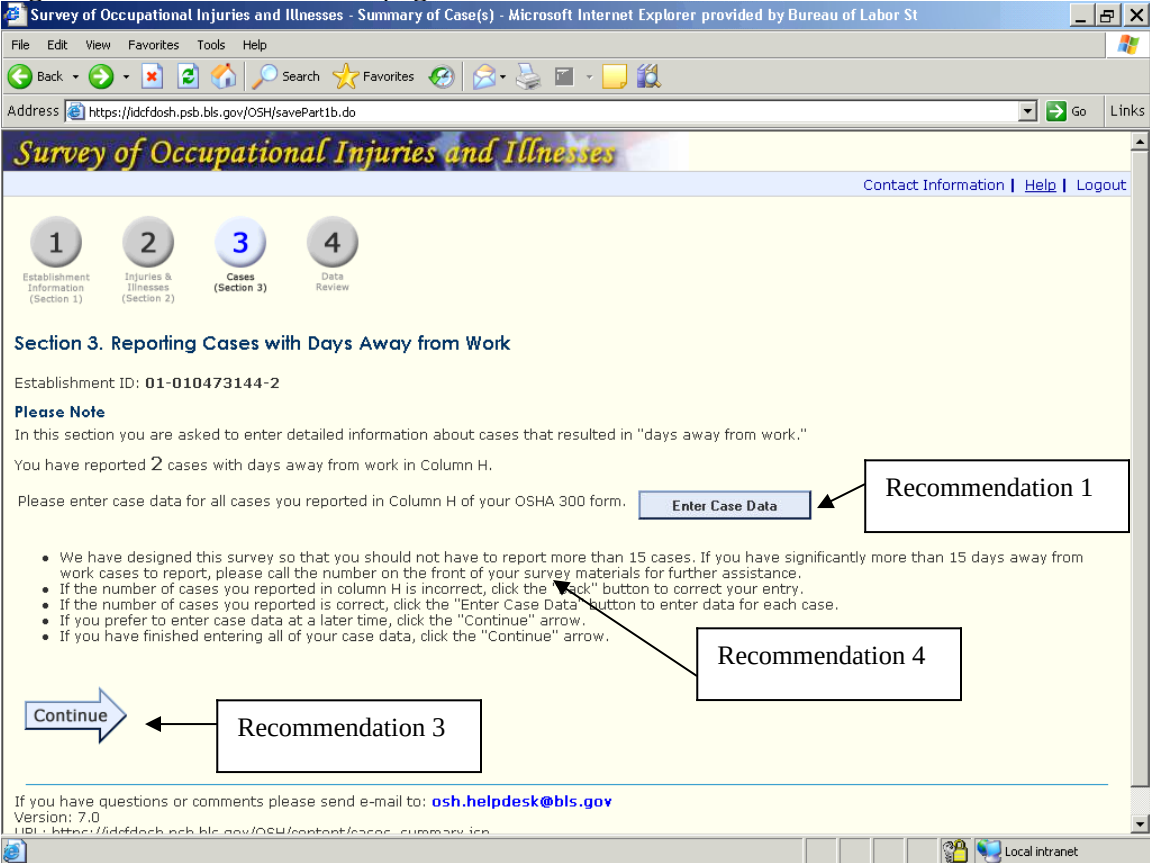 Survey of Occupational Injuries and Illnesses - Summary of Case(s) - Microsoft Internet Explorer provided by Bureau of Labor St
File Edit View Favorites Tools Help
Back Search Favorites
Address https://idcfdosh.psb.bls.gov/OSH/savePart1b.do Go Links
Survey of Occupational Injuries and Illnesses
Contact Information | Help | Logout
1 2 3 4
Establishment Information (Section 1)
Injuries & Illnesses (Section 2)
Cases (Section 3)
Data Review
Section 3. Reporting Cases with Days Away from Work
Establishment ID: 01-010473144-2
Please Note
In this section you are asked to enter detailed information about cases that resulted in "days away from work."
You have reported 2 cases with days away from work in Column H.
Recommendation 1
Please enter case data for all cases you reported in Column H of your OSHA 300 form. Enter Case Data
• We have designed this survey so that you should not have to report more than 15 cases. If you have significantly more than 15 days away from
work cases to report, please call the number on the front of your survey materials for further assistance.
• If the number of cases you reported in column H is incorrect, click the "Back" button to correct your entry.
• If the number of cases you reported is correct, click the "Enter Case Data" button to enter data for each case.
• If you prefer to enter case data at a later time, click the "Continue" arrow.
• If you have finished entering all of your case data, click the "Continue" arrow.
Recommendation 4
Continue
Recommendation 3
If you have questions or comments please send e-mail to: osh.helpdesk@bls.gov
Version: 7.0
URL: https://idcfdosh.psb.bls.gov/OSH/content/cases_summary.jsp
Local intranet